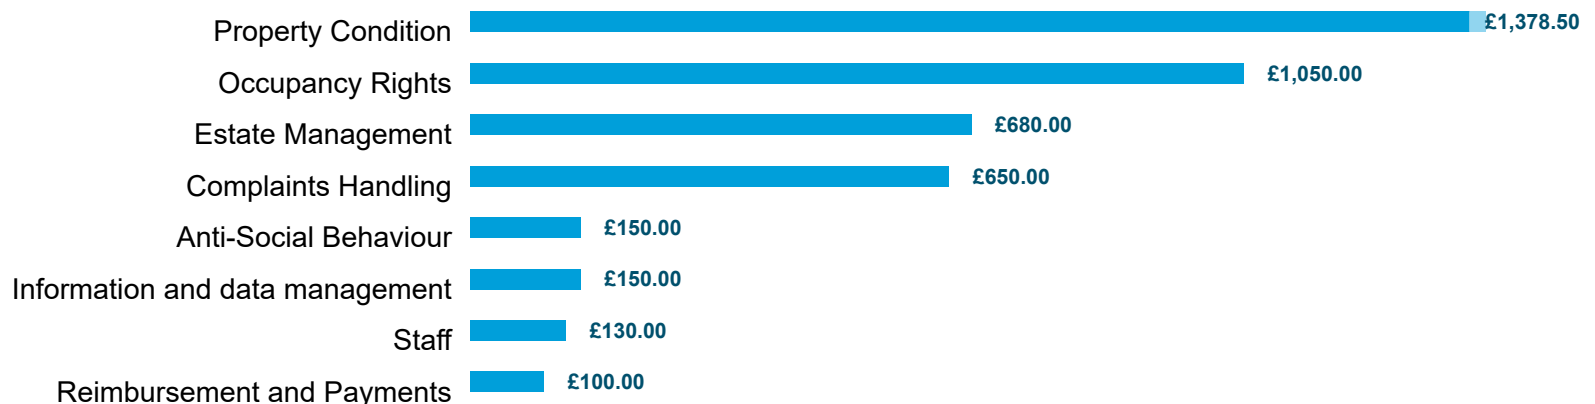 Property Condition £1,378.50
Occupancy Rights £1,050.00
Estate Management £680.00
Complaints Handling £650.00
Anti-Social Behaviour £150.00
Information and data management £150.00
Staff £130.00
Reimbursement and Payments £100.00